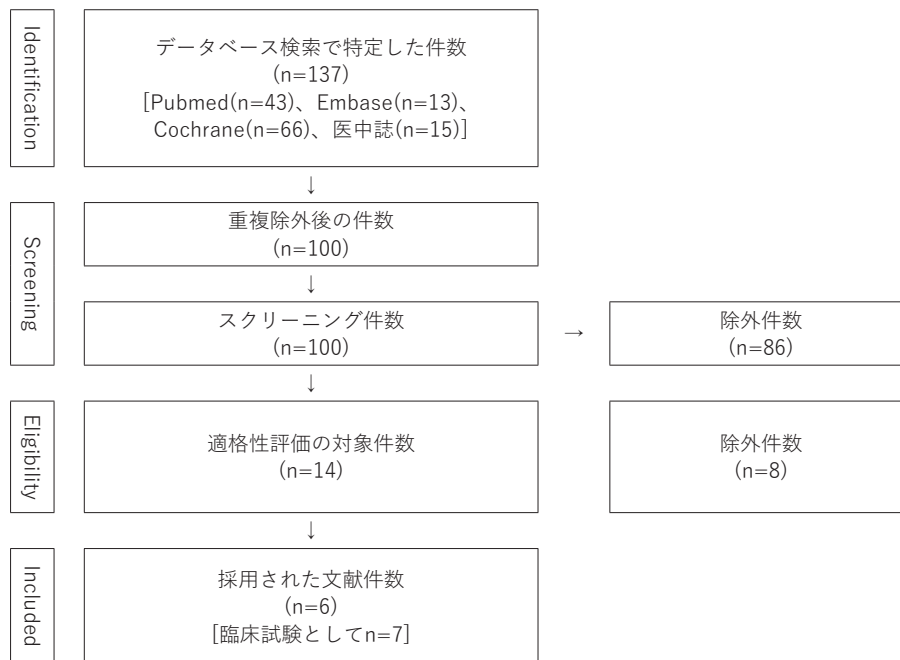 Identification
データベース検索で特定した件数
(n=137)
[Pubmed(n=43)、Embase(n=13)、
Cochrane(n=66)、医中誌(n=15)]
↓
Screening
重複除外後の件数
(n=100)
↓
スクリーニング件数
(n=100)
→
除外件数
(n=86)
↓
Eligibility
適格性評価の対象件数
(n=14)
除外件数
(n=8)
↓
Included
採用された文献件数
(n=6)
[臨床試験としてn=7]